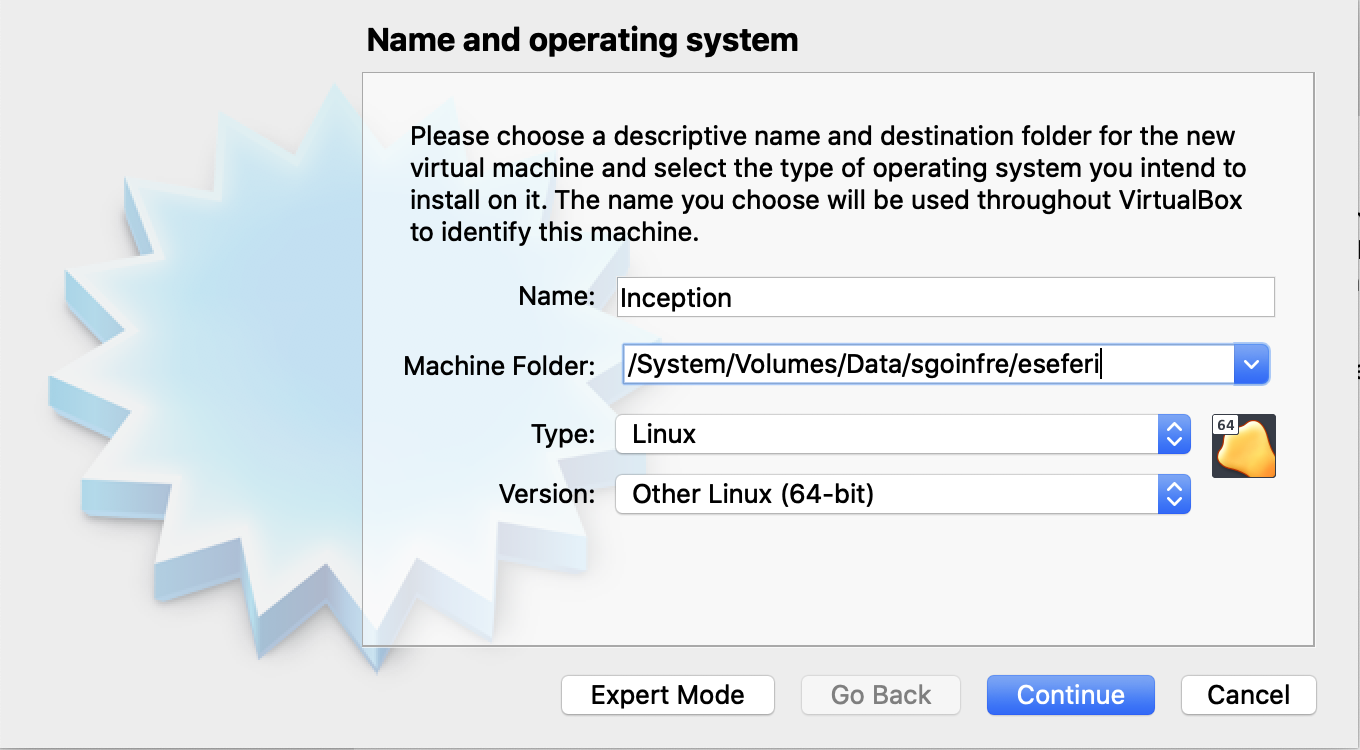 Name and operating system
Please choose a descriptive name and destination folder for the new
virtual machine and select the type of operating system you intend to
install on it. The name you choose will be used throughout VirtualBox
to identify this machine.
Name: Inception
Machine Folder: /System/Volumes/Data/sgoinfre/eseferi
Type: Linux
64
Version: Other Linux (64-bit)
Expert Mode Go Back Continue Cancel